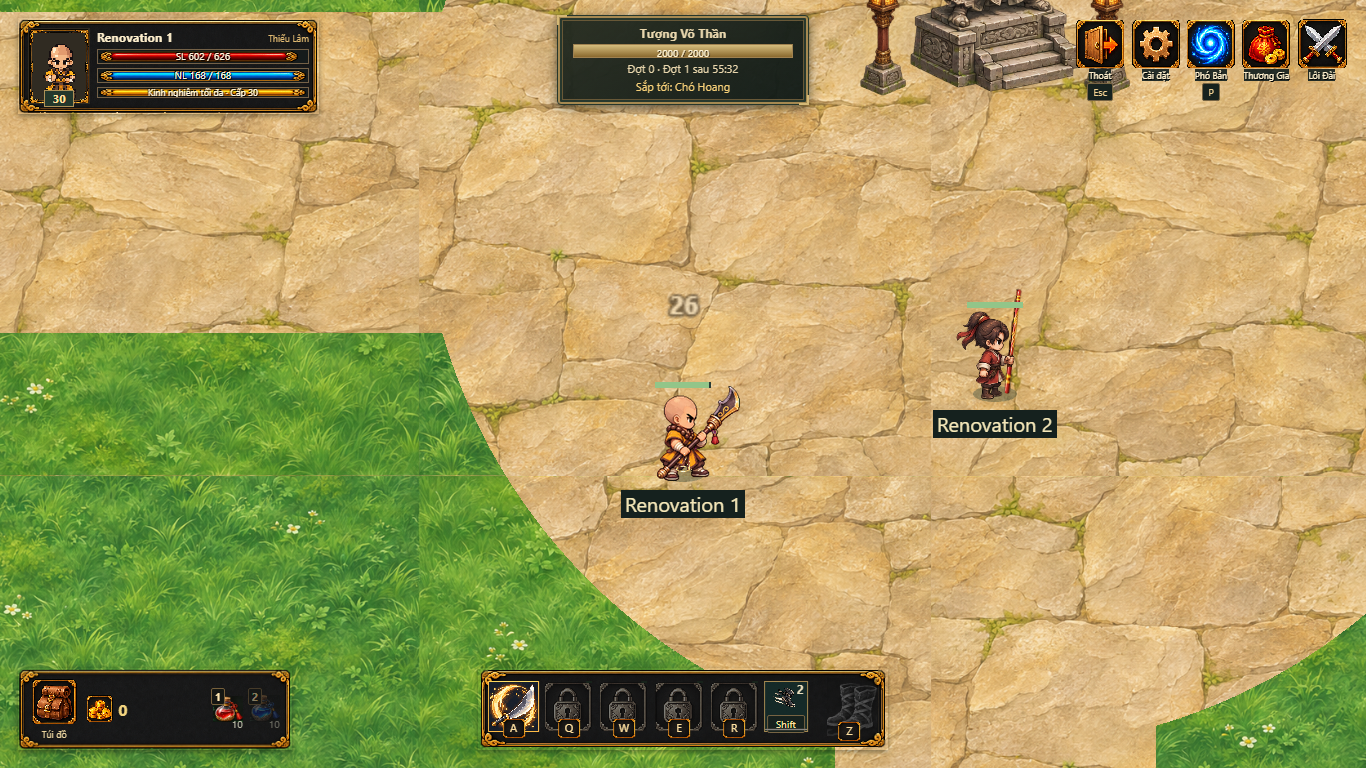 Renovation 1
Thiếu Lâm
SL 602 / 626
NL 168 / 168
Kinh nghiệm tối đa - Cấp 30
30
Tượng Võ Thần
2000 / 2000
Đợt 0 · Đợt 1 sau 55:32
Sắp tới: Chó Hoang
Thoát
Cài đặt
Phó Bản
Thương Gia
Lôi Đài
Esc
P
26
Renovation 2
Renovation 1
Túi đồ
0
1
10
2
10
A
Q
W
E
R
2
Shift
Z